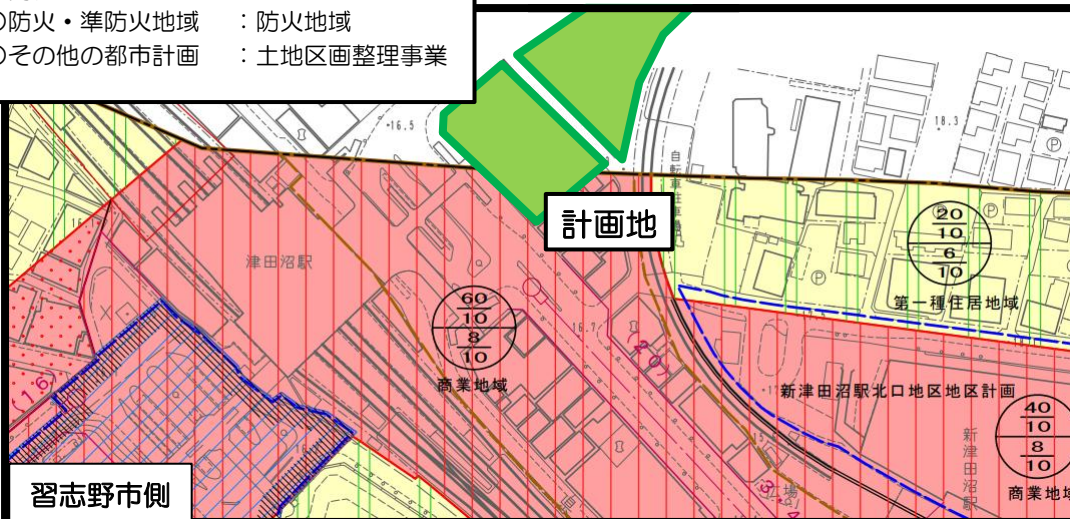 の防火・準防火地域 ：防火地域
のその他の都市計画 ：土地区画整理事業
16.5
18.3
P
自転車駐車場
計画地
20
10
6
10
P
P
第一種住居地域
津田沼駅
60
10
8
10
商業地域
16.7
(20)
新津田沼駅北口地区地区計画
40
10
8
10
商業地域
新津田沼駅
(16)
広場
3.4
習志野市側